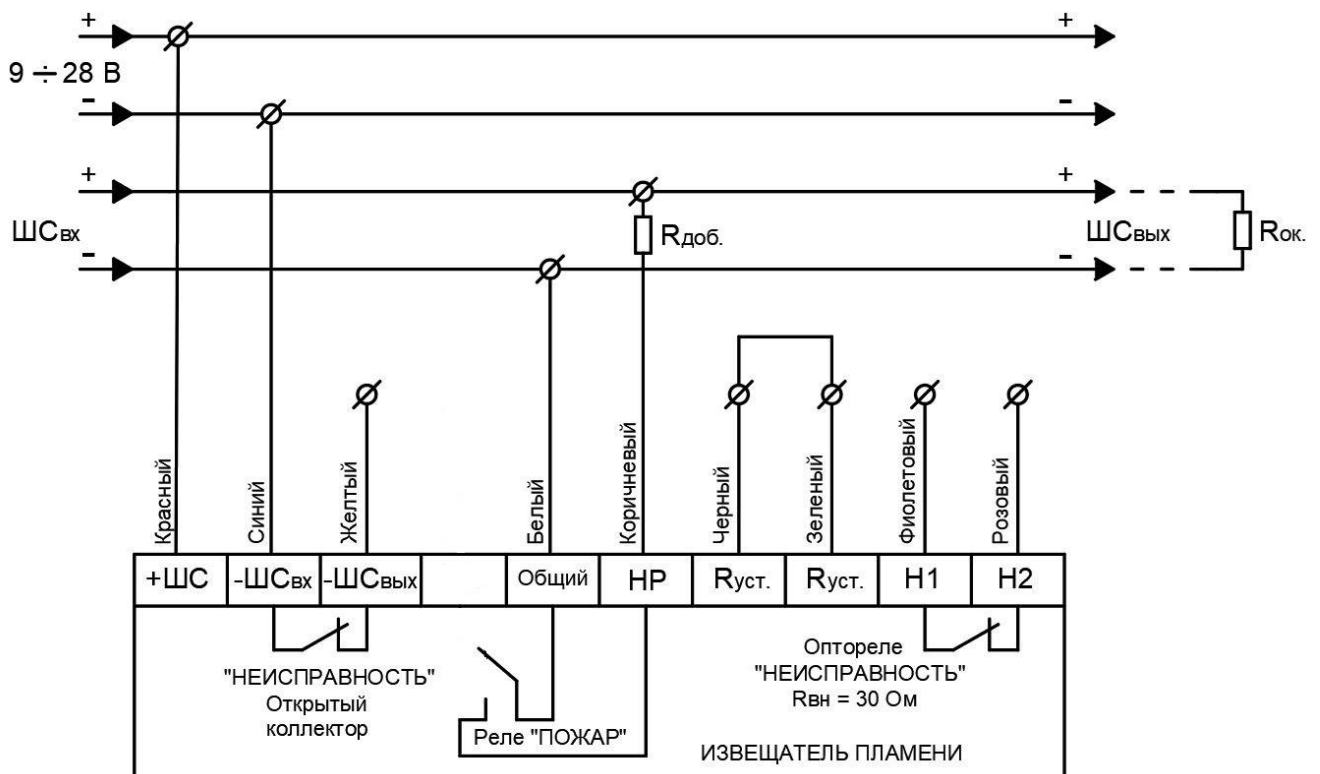 + +
9 ÷ 28 В
- -
+ +
ШСвх Rдоб. ШСвых Rок.
- -
Красный
Синий
Желтый
Белый
Коричневый
Черный
Зеленый
Фиолетовый
Розовый
+ШС -ШСвх -ШСвых Общий НР Rуст. Rуст. Н1 Н2
"НЕИСПРАВНОСТЬ"
Открытый
коллектор
Реле "ПОЖАР"
Оптореле
"НЕИСПРАВНОСТЬ"
Rвн = 30 Ом
ИЗВЕЩАТЕЛЬ ПЛАМЕНИ